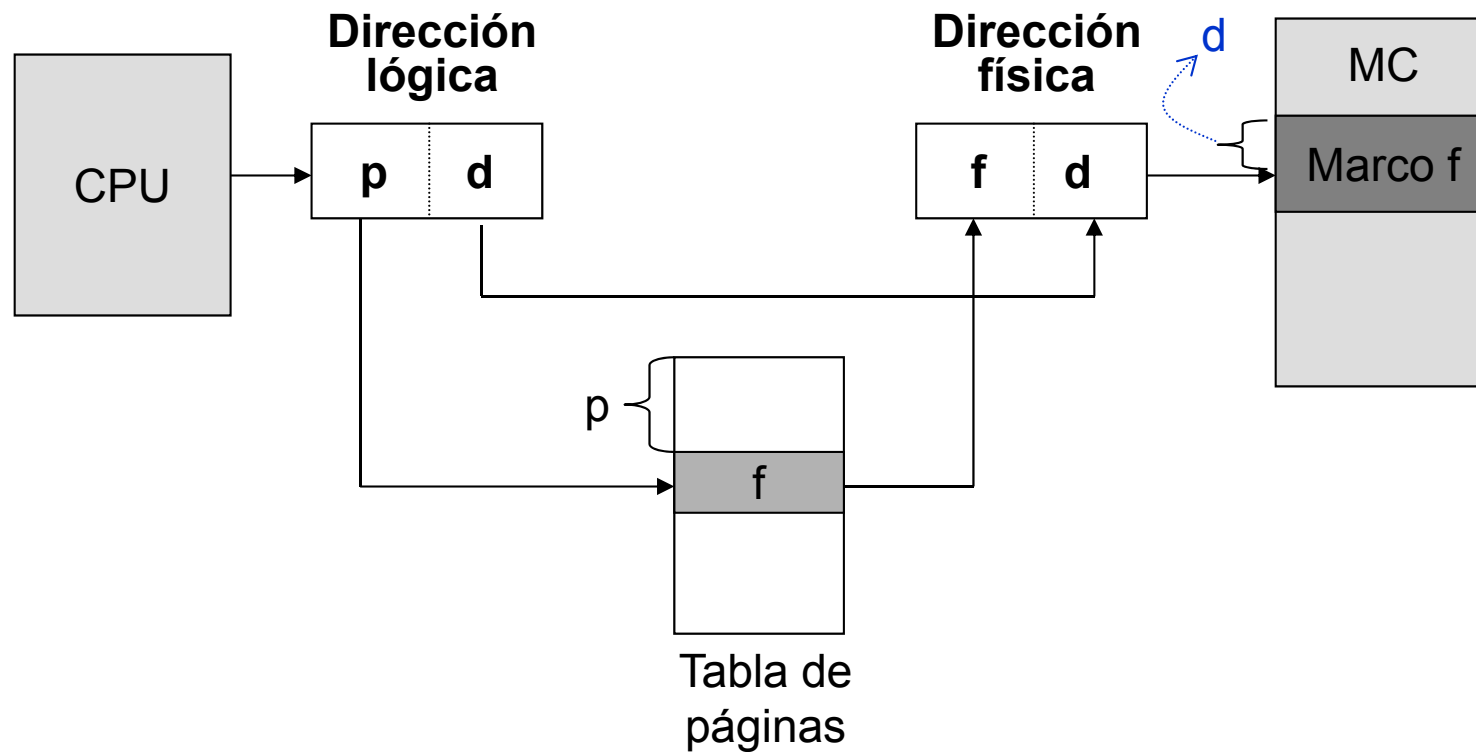 Dirección
lógica
Dirección
física
d
MC
CPU
p d
f d
Marco f
p
f
Tabla de
páginas